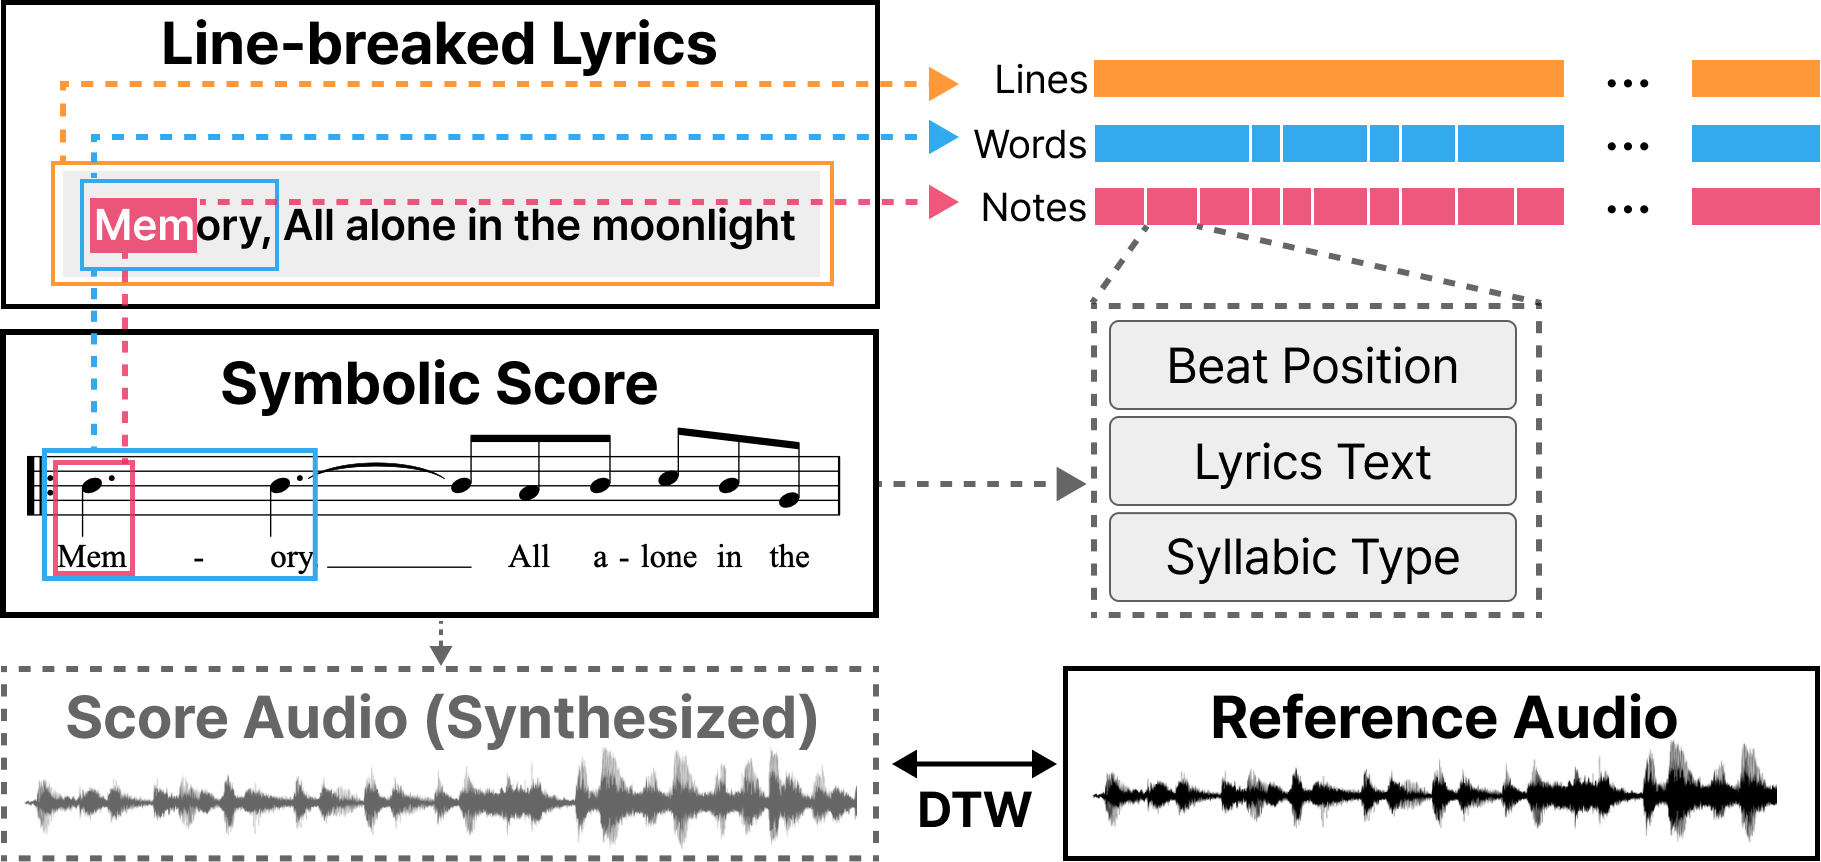 Line-breaked Lyrics
Memory, All alone in the moonlight
Lines ...
Words ...
Notes ...
Symbolic Score
Mem - ory. ________ All a - lone in the
Beat Position
Lyrics Text
Syllabic Type
Score Audio (Synthesized)
DTW
Reference Audio